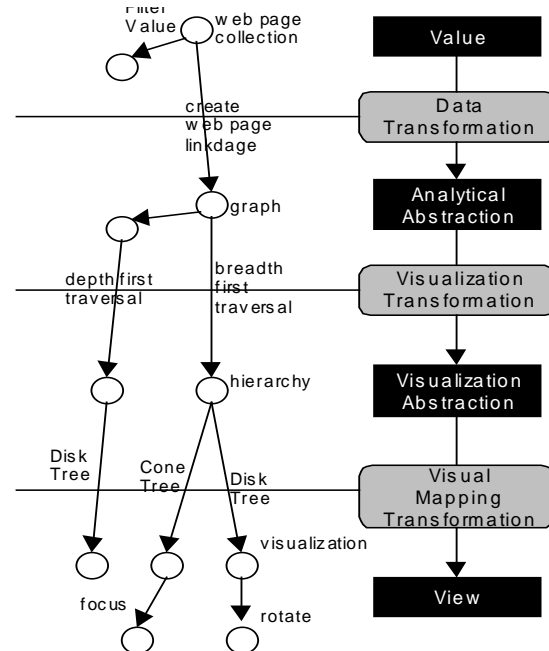 Filter
Value
web page
collection
Value
create
web page
linkdage
Data
Transformation
graph
Analytical
Abstraction
depth first
traversal
breadth
first
traversal
Visualization
Transformation
hierarchy
Visualization
Abstraction
Disk
Tree
Cone
Tree
Disk
Tree
Visual
Mapping
Transformation
visualization
focus
rotate
View